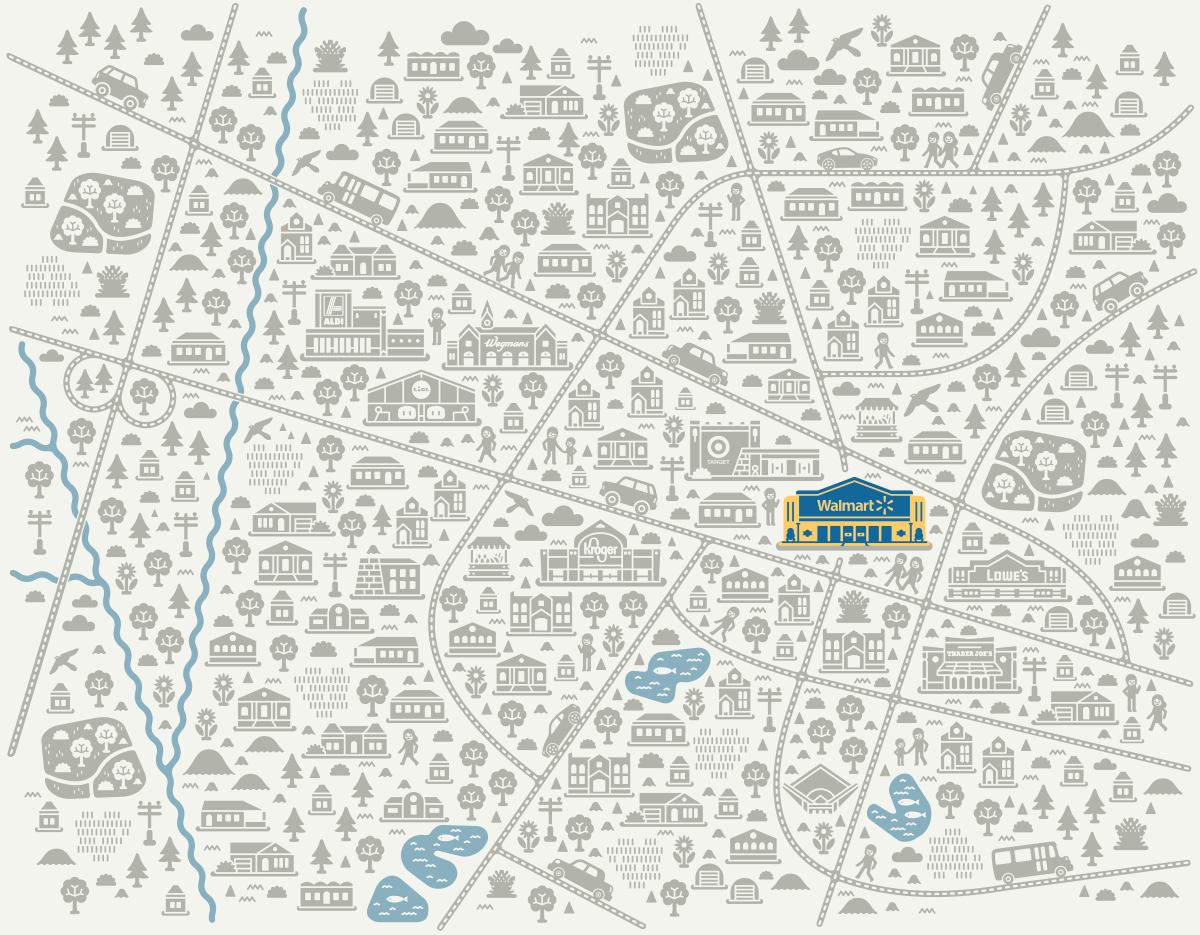 ALDI
Wegmans
LIDL
TARGET
Walmart
Kroger
LOWE'S
TRADER JOE'S